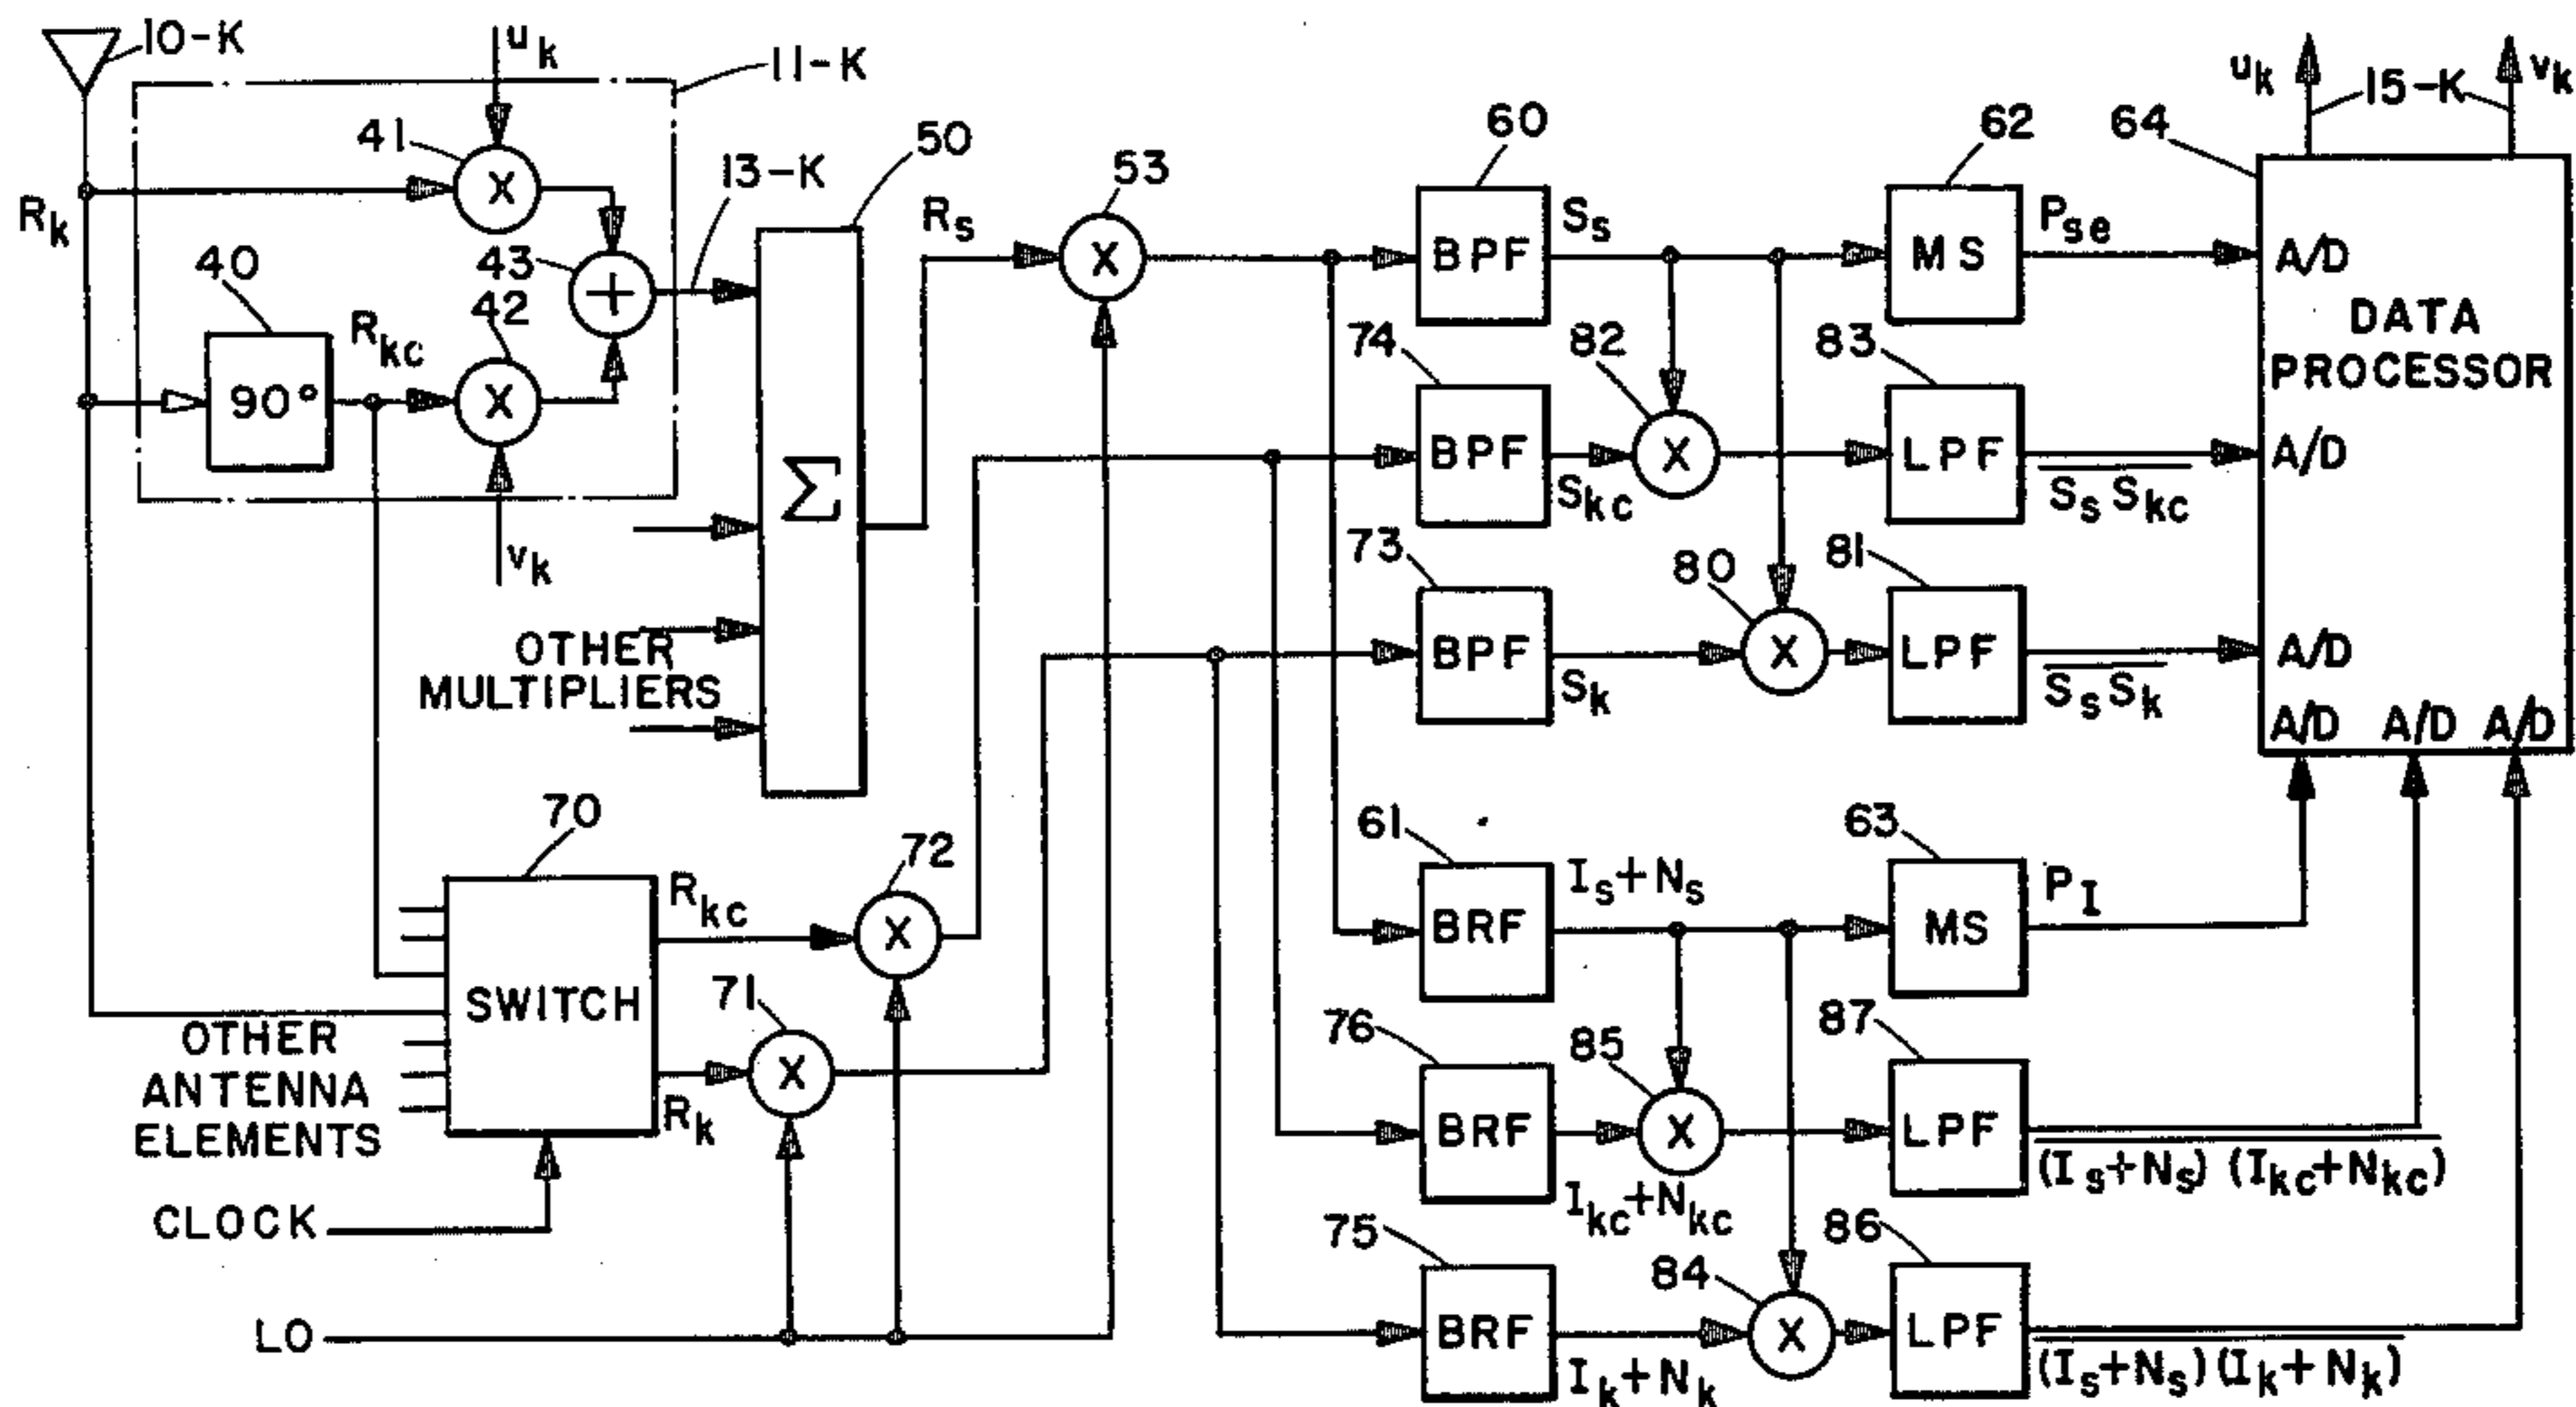 10-K
u_k
11-K
41
X
13-K
50
R_k
40
90°
R_kc
43
+
42
X
v_k
Σ
OTHER
MULTIPLIERS
R_s
53
X
60
BPF
S_s
62
MS
P_se
64
u_k
15-K
v_k
A/D
DATA
PROCESSOR
74
BPF
S_kc
82
X
83
LPF
S_s S_kc
A/D
73
BPF
S_k
80
X
81
LPF
S_s S_k
A/D
A/D A/D A/D
70
SWITCH
R_kc
72
X
71
X
R_k
OTHER
ANTENNA
ELEMENTS
CLOCK
LO
61
BRF
I_s+N_s
63
MS
P_I
76
BRF
I_kc+N_kc
85
X
87
LPF
(I_s+N_s) (I_kc+N_kc)
75
BRF
I_k+N_k
84
X
86
LPF
(I_s+N_s)(I_k+N_k)